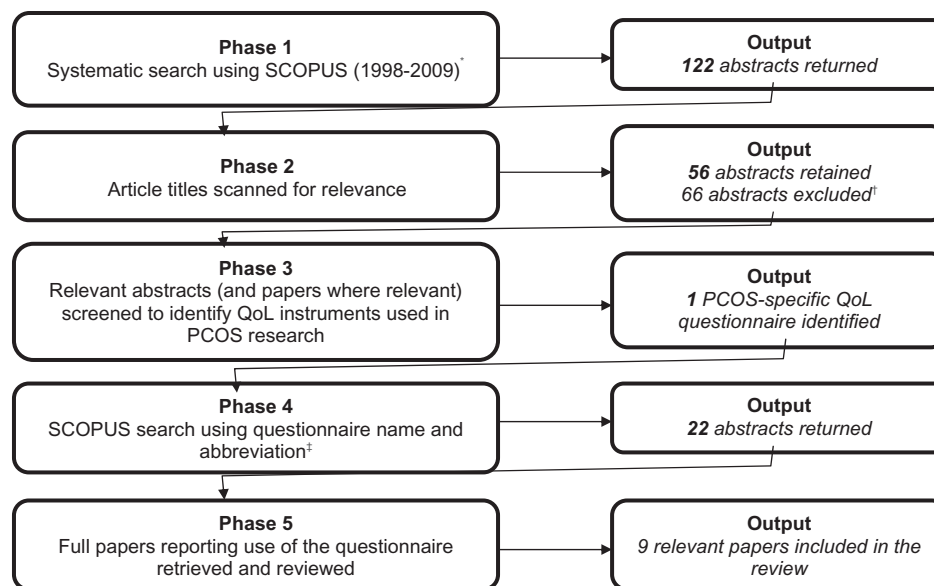 Phase 1
Systematic search using SCOPUS (1998-2009)*
Output
122 abstracts returned
Phase 2
Article titles scanned for relevance
Output
56 abstracts retained
66 abstracts excluded†
Phase 3
Relevant abstracts (and papers where relevant)
screened to identify QoL instruments used in
PCOS research
Output
1 PCOS-specific QoL
questionnaire identified
Phase 4
SCOPUS search using questionnaire name and
abbreviation‡
Output
22 abstracts returned
Phase 5
Full papers reporting use of the questionnaire
retrieved and reviewed
Output
9 relevant papers included in the
review